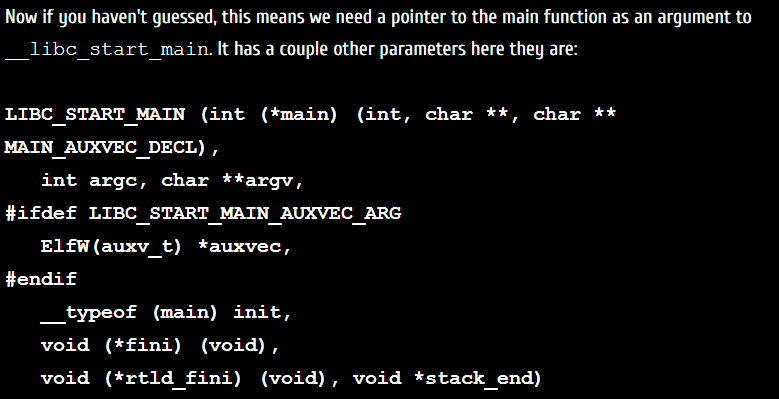 Now if you haven't guessed, this means we need a pointer to the main function as an argument to
__libc_start_main. It has a couple other parameters here they are:
LIBC_START_MAIN (int (*main) (int, char **, char **
MAIN_AUXVEC_DECL),
int argc, char **argv,
#ifdef LIBC_START_MAIN_AUXVEC_ARG
ElfW(auxv_t) *auxvec,
#endif
__typeof (main) init,
void (*fini) (void),
void (*rtld_fini) (void), void *stack_end)